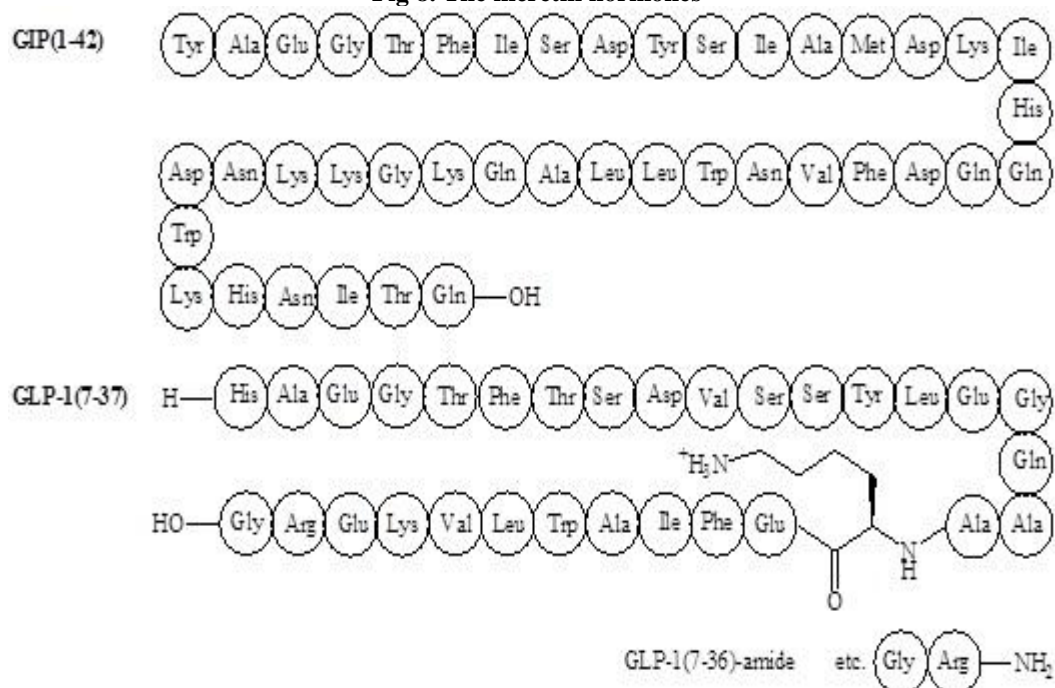 The incretin hormones
GIP(1-42) Tyr Ala Glu Gly Thr Phe Ile Ser Asp Tyr Ser Ile Ala Met Asp Lys Ile
His
Asp Asn Lys Lys Gly Lys Gln Ala Leu Leu Trp Asn Val Phe Asp Gln Gln
Trp
Lys His Asn Ile Thr Gln OH
GLP-1(7-37) H His Ala Glu Gly Thr Phe Thr Ser Asp Val Ser Ser Tyr Leu Glu Gly
⁺H₃N Gln
HO Gly Arg Glu Lys Val Leu Trp Ala Ile Phe Glu N Ala Ala
H
O
GLP-1(7-36)-amide etc. Gly Arg NH₂